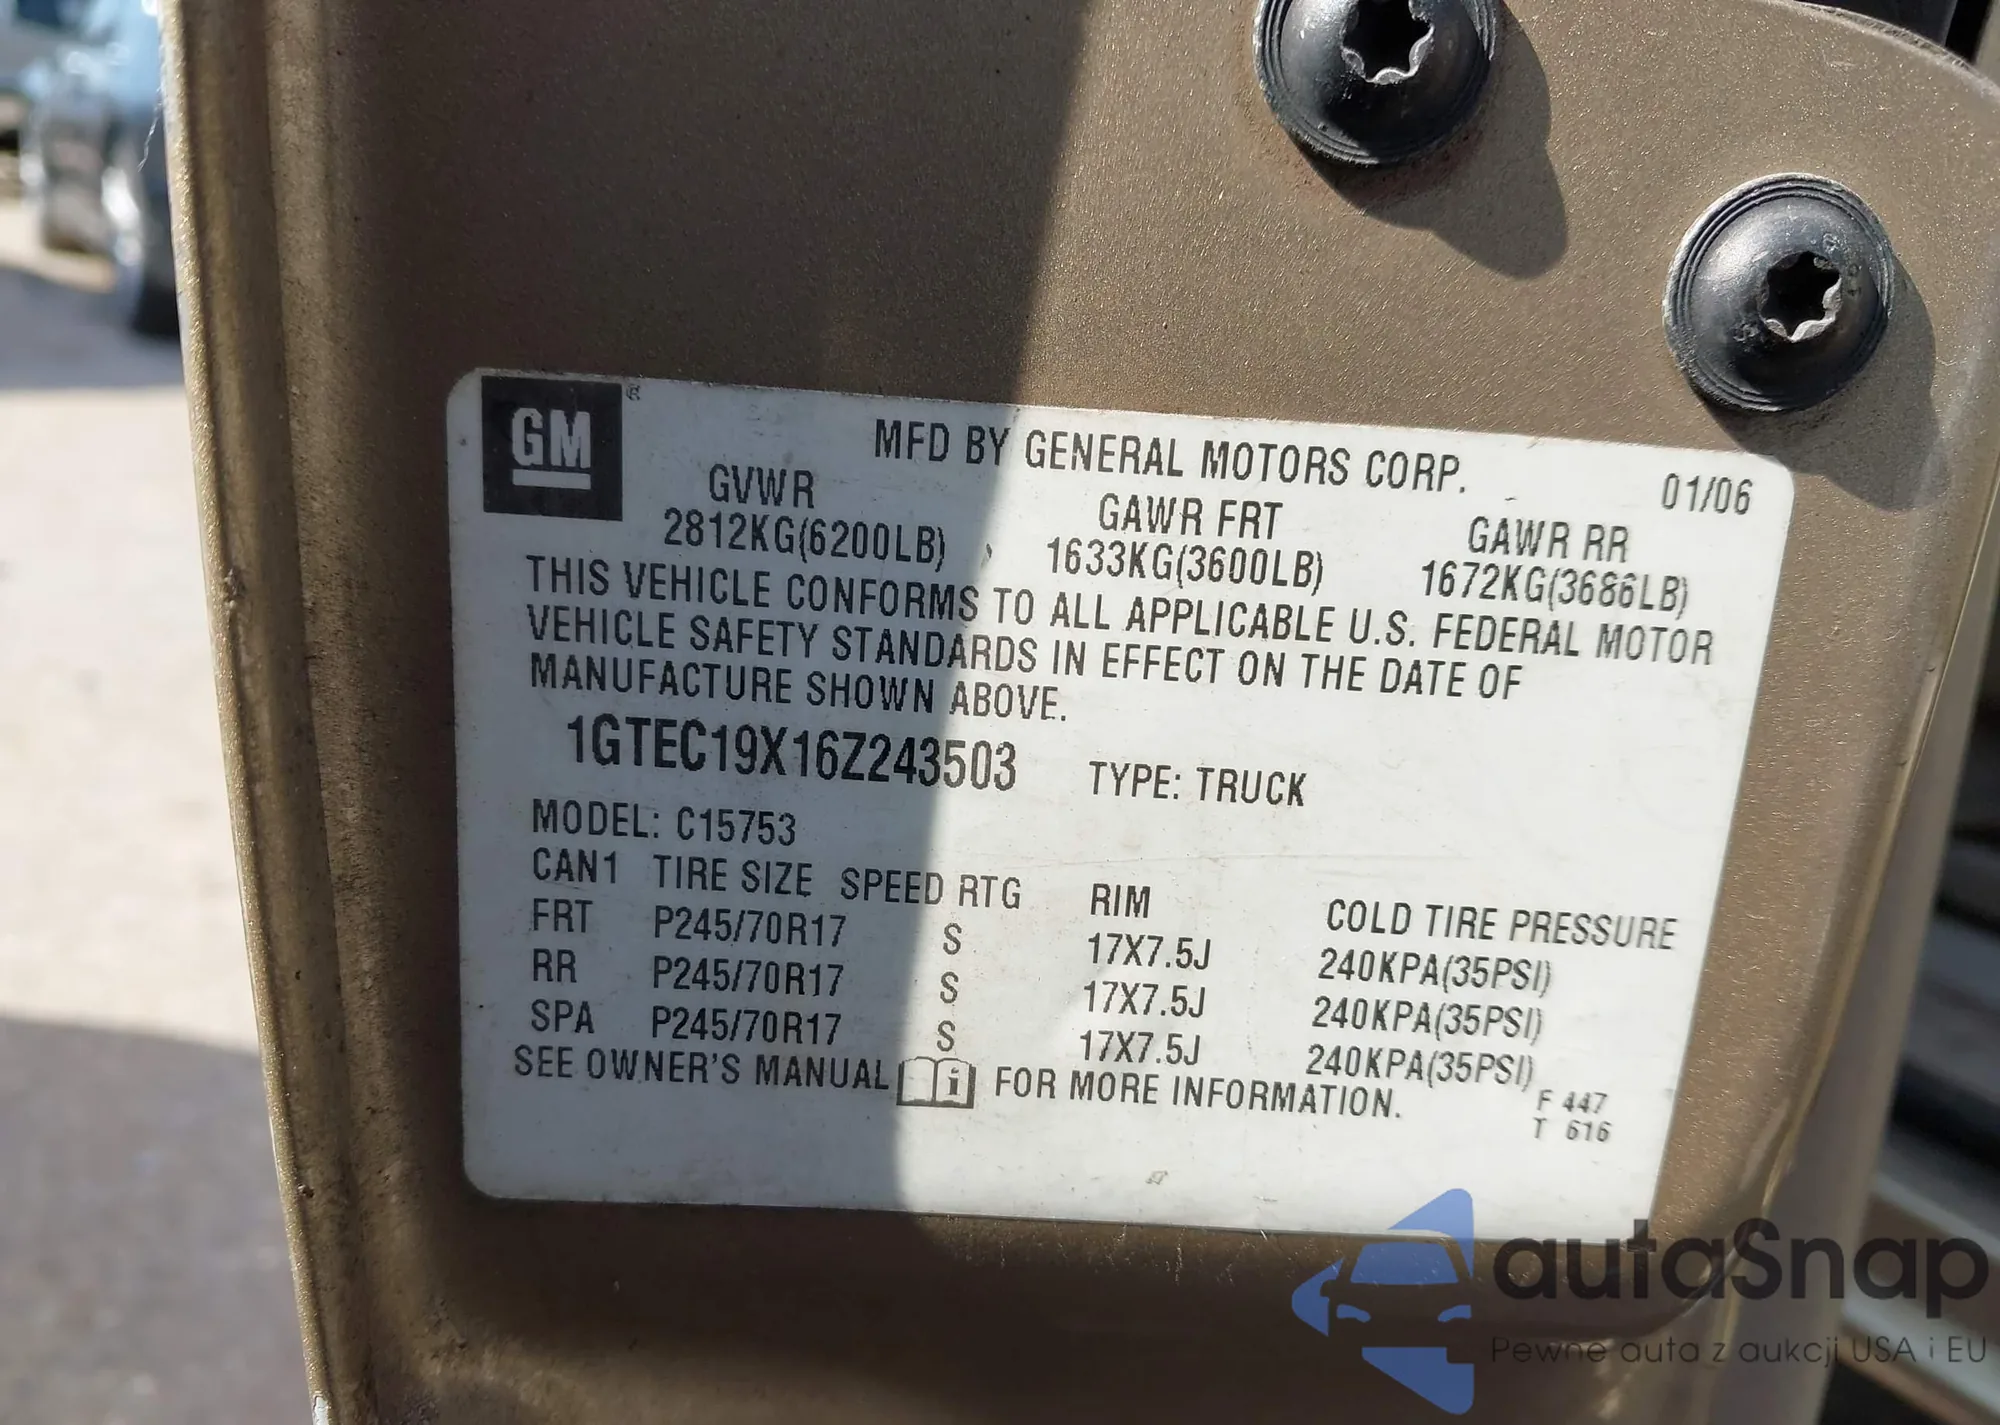 GM ®
MFD BY GENERAL MOTORS CORP. 01/06
GVWR GAWR FRT GAWR RR
2812KG(6200LB) 1633KG(3600LB) 1672KG(3686LB)
THIS VEHICLE CONFORMS TO ALL APPLICABLE U.S. FEDERAL MOTOR
VEHICLE SAFETY STANDARDS IN EFFECT ON THE DATE OF
MANUFACTURE SHOWN ABOVE.
1GTEC19X16Z243503 TYPE: TRUCK
MODEL: C15753
CAN1 TIRE SIZE SPEED RTG RIM COLD TIRE PRESSURE
FRT P245/70R17 S 17X7.5J 240KPA(35PSI)
RR P245/70R17 S 17X7.5J 240KPA(35PSI)
SPA P245/70R17 S 17X7.5J 240KPA(35PSI)
SEE OWNER'S MANUAL i FOR MORE INFORMATION.
F 447
T 616
autaSnap
Pewne auta z aukcji USA i EU